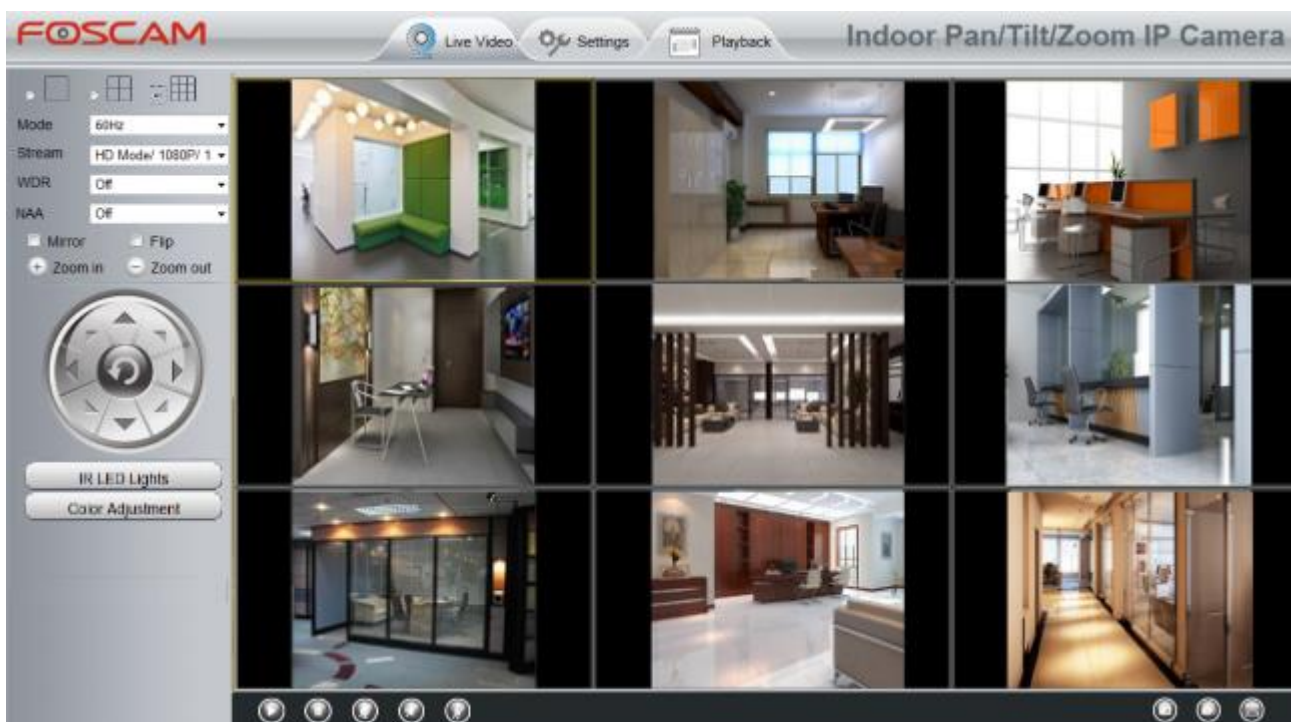 FOSCAM
Live Video
Settings
Playback
Indoor Pan/Tilt/Zoom IP Camera
Mode
60Hz
Stream
HD Mode/ 1080P/ 1
WDR
Off
NAA
Off
Mirror
Flip
Zoom in
Zoom out
IR LED Lights
Color Adjustment